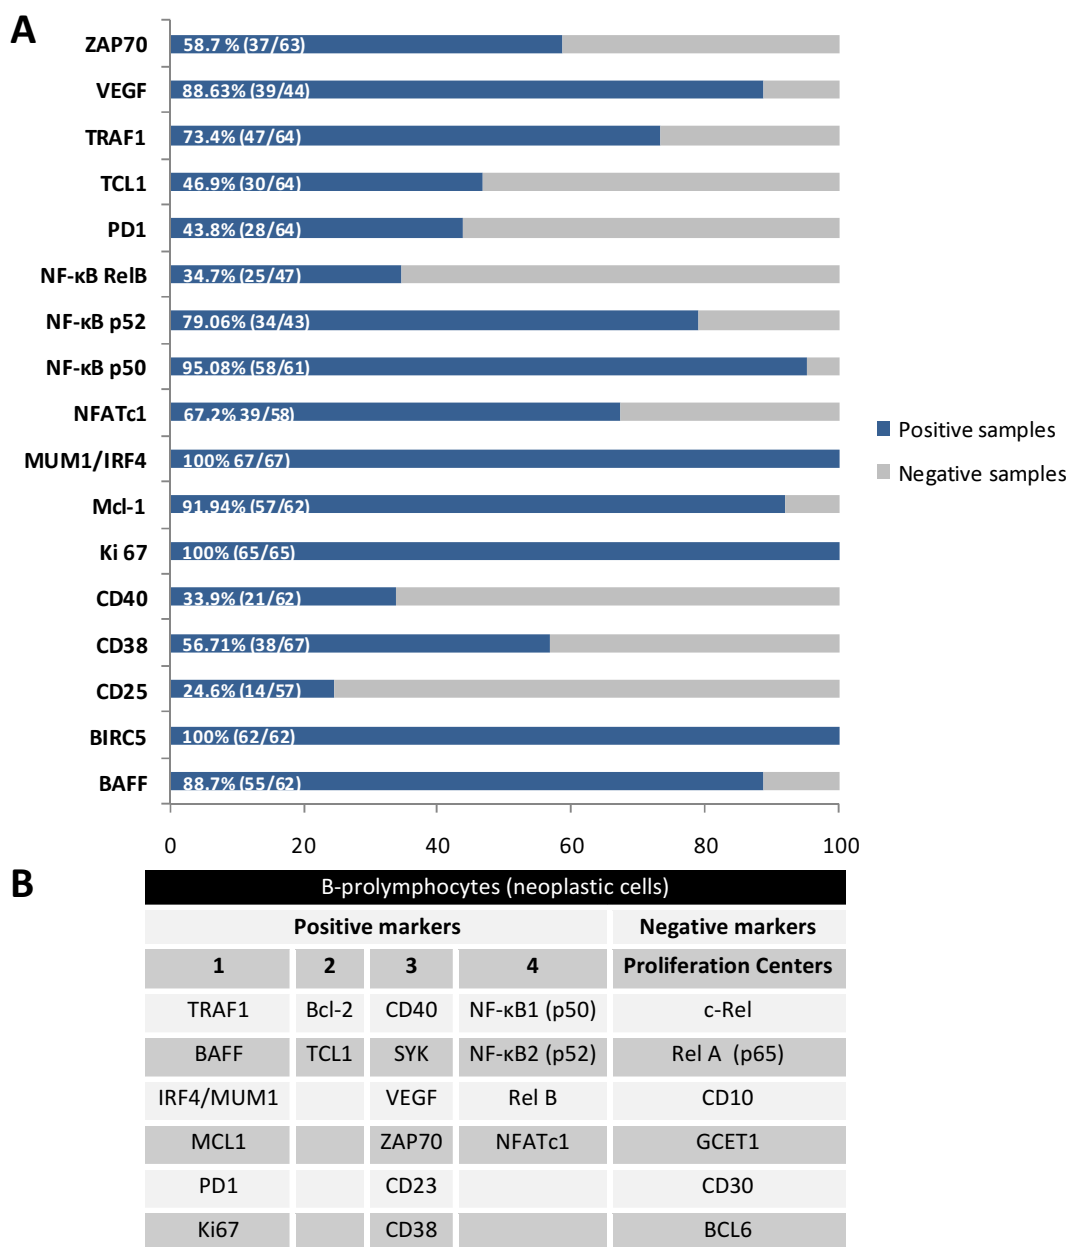 A
ZAP70 58.7 % (37/63)
VEGF 88.63% (39/44)
TRAF1 73.4% (47/64)
TCL1 46.9% (30/64)
PD1 43.8% (28/64)
NF-κB RelB 34.7% (25/47)
NF-κB p52 79.06% (34/43)
NF-κB p50 95.08% (58/61)
NFATc1 67.2% 39/58)
MUM1/IRF4 100% 67/67)
Mcl-1 91.94% (57/62)
Ki 67 100% (65/65)
CD40 33.9% (21/62)
CD38 56.71% (38/67)
CD25 24.6% (14/57)
BIRC5 100% (62/62)
BAFF 88.7% (55/62)
0 20 40 60 80 100
Positive samples
Negative samples
B
B-prolymphocytes (neoplastic cells)
Positive markers Negative markers
1 2 3 4 Proliferation Centers
TRAF1 Bcl-2 CD40 NF-κB1 (p50) c-Rel
BAFF TCL1 SYK NF-κB2 (p52) Rel A (p65)
IRF4/MUM1 VEGF Rel B CD10
MCL1 ZAP70 NFATc1 GCET1
PD1 CD23 CD30
Ki67 CD38 BCL6